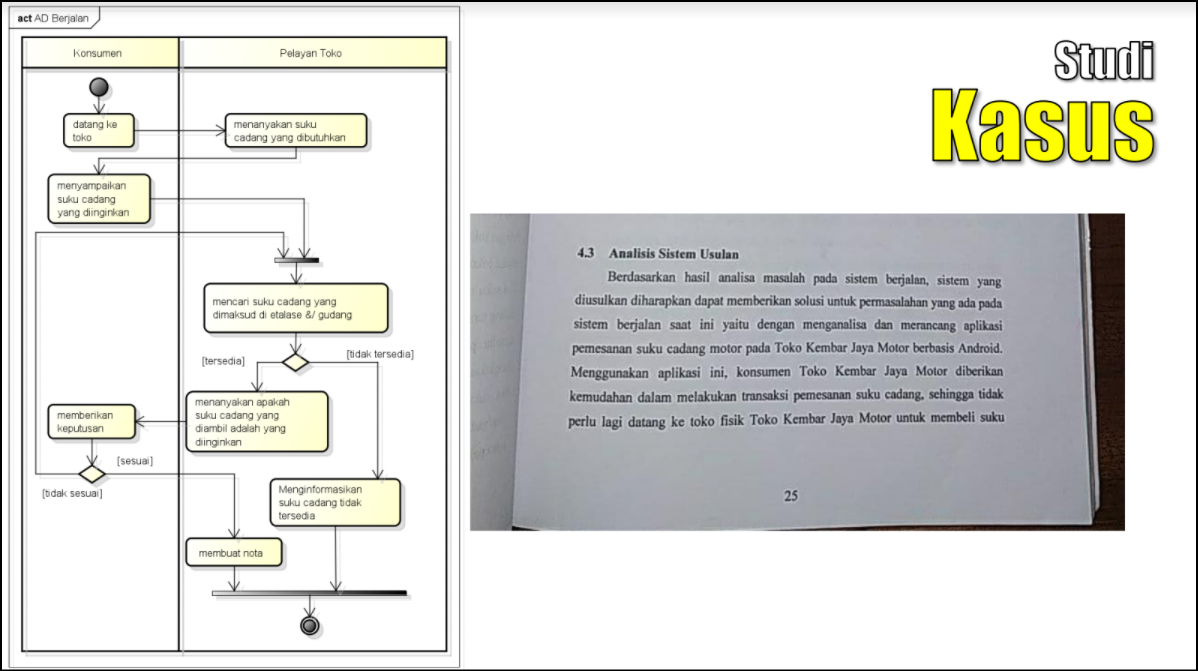 act AD Berjalan
Konsumen
Pelayan Toko
datang ke
toko
menanyakan suku
cadang yang dibutuhkan
menyampaikan
suku cadang
yang diinginkan
mencari suku cadang yang
dimaksud di etalase &/ gudang
[tersedia]
[tidak tersedia]
menanyakan apakah
suku cadang yang
diambil adalah yang
diinginkan
memberikan
keputusan
[sesuai]
[tidak sesuai]
Menginformasikan
suku cadang tidak
tersedia
membuat nota
Studi
Kasus
4.3 Analisis Sistem Usulan
Berdasarkan hasil analisa masalah pada sistem berjalan, sistem yang
diusulkan diharapkan dapat memberikan solusi untuk permasalahan yang ada pada
sistem berjalan saat ini yaitu dengan menganalisa dan merancang aplikasi
pemesanan suku cadang motor pada Toko Kembar Jaya Motor berbasis Android.
Menggunakan aplikasi ini, konsumen Toko Kembar Jaya Motor diberikan
kemudahan dalam melakukan transaksi pemesanan suku cadang, sehingga tidak
perlu lagi datang ke toko fisik Toko Kembar Jaya Motor untuk membeli suku
25